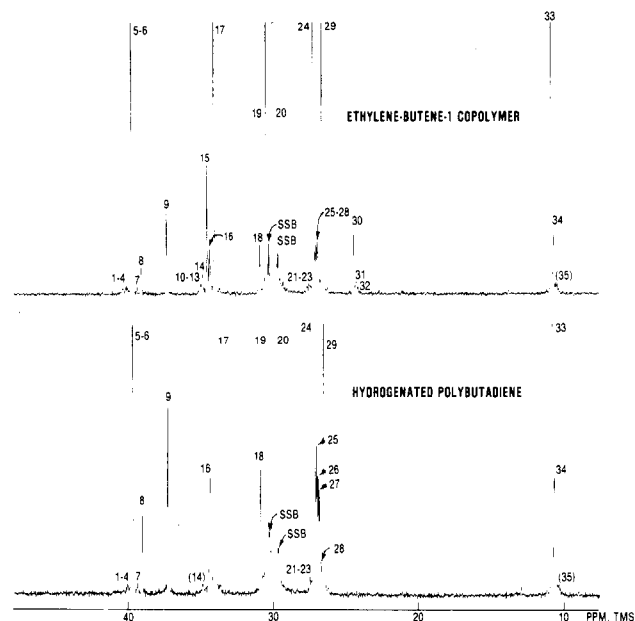 5-6 17 24 29 33
19 20 ETHYLENE-BUTENE-1 COPOLYMER
15
9 16 SSB 25-28 30
8 18 SSB 34
1-4 7 10-13 14 21-23 31 32 (35)
5-6 17 19 20 24 29 33
HYDROGENATED POLYBUTADIENE
9
25
16 18 26 34
27
8 SSB
SSB
1-4 7 (14) 21-23 28 (35)
40 30 20 10 PPM, TMS